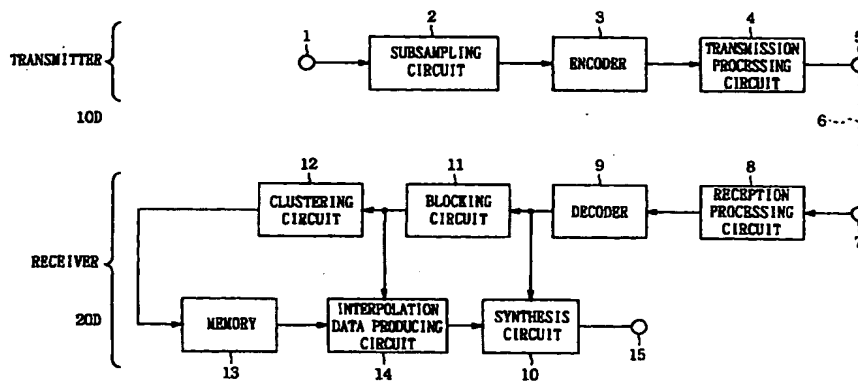 1
2
3
4
5
TRANSMITTER
SUBSAMPLING
CIRCUIT
ENCODER
TRANSMISSION
PROCESSING
CIRCUIT
10D
6
12
11
9
8
CLUSTERING
CIRCUIT
BLOCKING
CIRCUIT
DECODER
RECEPTION
PROCESSING
CIRCUIT
7
RECEIVER
20D
MEMORY
INTERPOLATION
DATA PRODUCING
CIRCUIT
SYNTHESIS
CIRCUIT
13
14
10
15